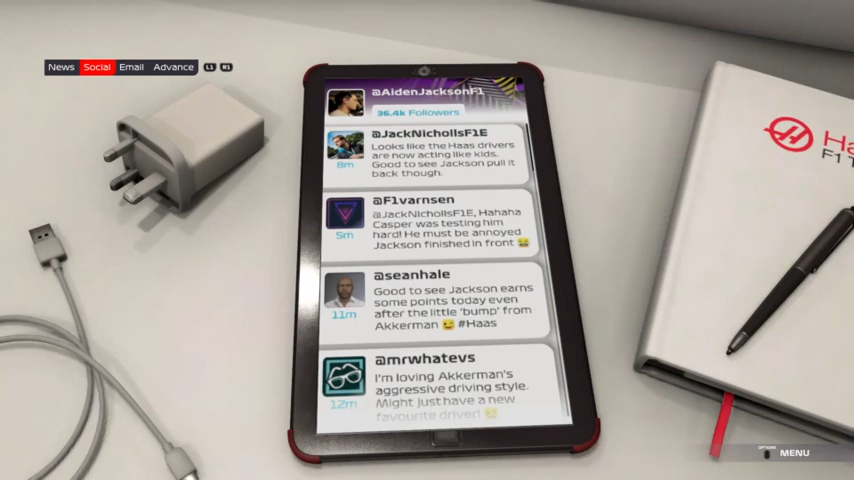 News Social Email Advance L1 R1
@AidenJacksonF1
36.4k Followers
@JackNichollsF1E
Looks like the Haas drivers
are now acting like kids.
Good to see Jackson pull it
back though.
8m
@F1varnsen
@JackNichollsF1E, Hahaha
Casper was testing him
hard! He must be annoyed
Jackson finished in front 😆
5m
@seanhale
Good to see Jackson earns
some points today even
after the little 'bump' from
Akkerman 😉 #Haas
11m
@mrwhatevs
I'm loving Akkerman's
aggressive driving style.
Might just have a new
favourite driver! 😉
12m
F1 T
OPTIONS
MENU